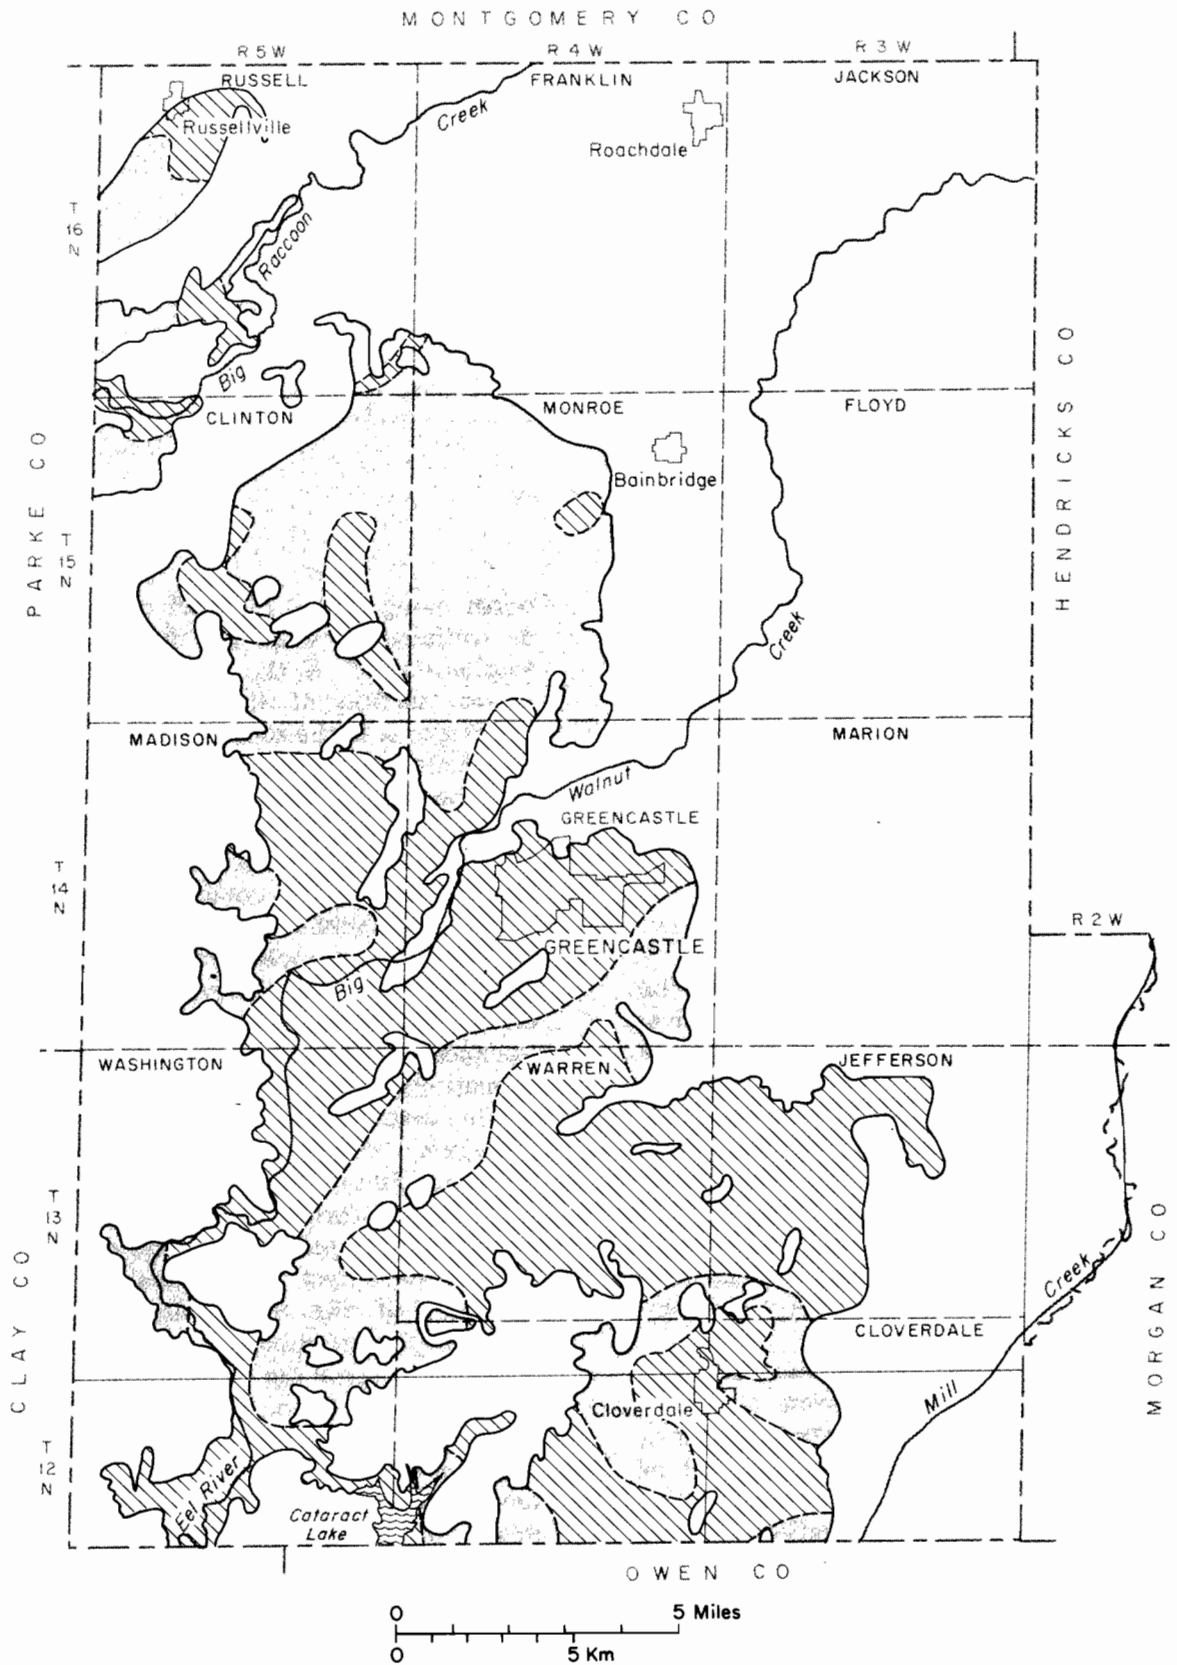 MONTGOMERY CO
R 5 W
R 4 W
R 3 W
RUSSELL
FRANKLIN
JACKSON
Russellville
Creek
Roachdale
T
16
N
Raccoon
Big
CLINTON
MONROE
FLOYD
HENDRICKS CO
PARKE CO
Bainbridge
T
15
N
Creek
MADISON
MARION
Walnut
GREENCASTLE
T
14
N
R 2 W
GREENCASTLE
Big
WASHINGTON
WARREN
JEFFERSON
T
13
N
CLAY CO
Creek
MORGAN CO
CLOVERDALE
Mill
Cloverdale
T
12
N
Eel River
Cataract
Lake
OWEN CO
0 5 Miles
0 5 Km